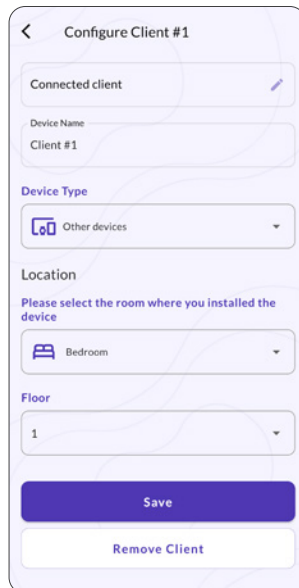 Configure Client #1
Connected client
Device Name
Client #1
Device Type
Other devices
Location
Please select the room where you installed the
device
Bedroom
Floor
1
Save
Remove Client